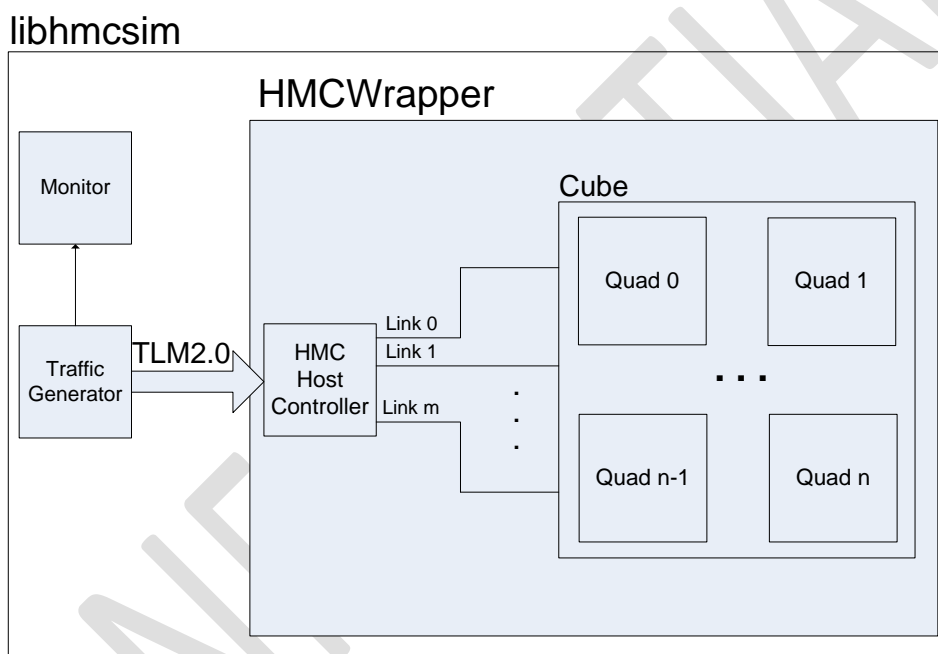 libhmcsim
HMCWrapper
Monitor
Cube
Quad 0
Quad 1
Link 0
TLM2.0
HMC
Host
Controller
Link 1
Traffic
Generator
. . .
Link m
.
.
.
Quad n-1
Quad n